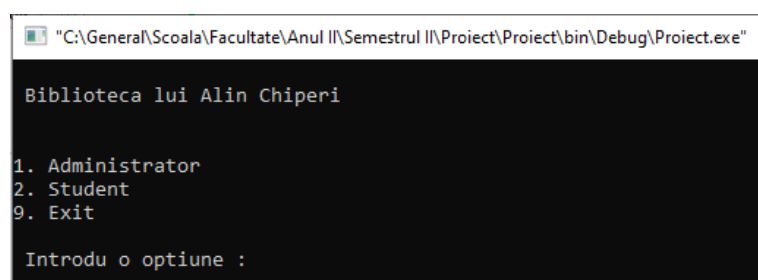 "C:\General\Scoala\Facultate\Anul II\Semestrul II\Proiect\Proiect\bin\Debug\Proiect.exe"
Biblioteca lui Alin Chiperi
1. Administrator
2. Student
9. Exit
Introdu o optiune :